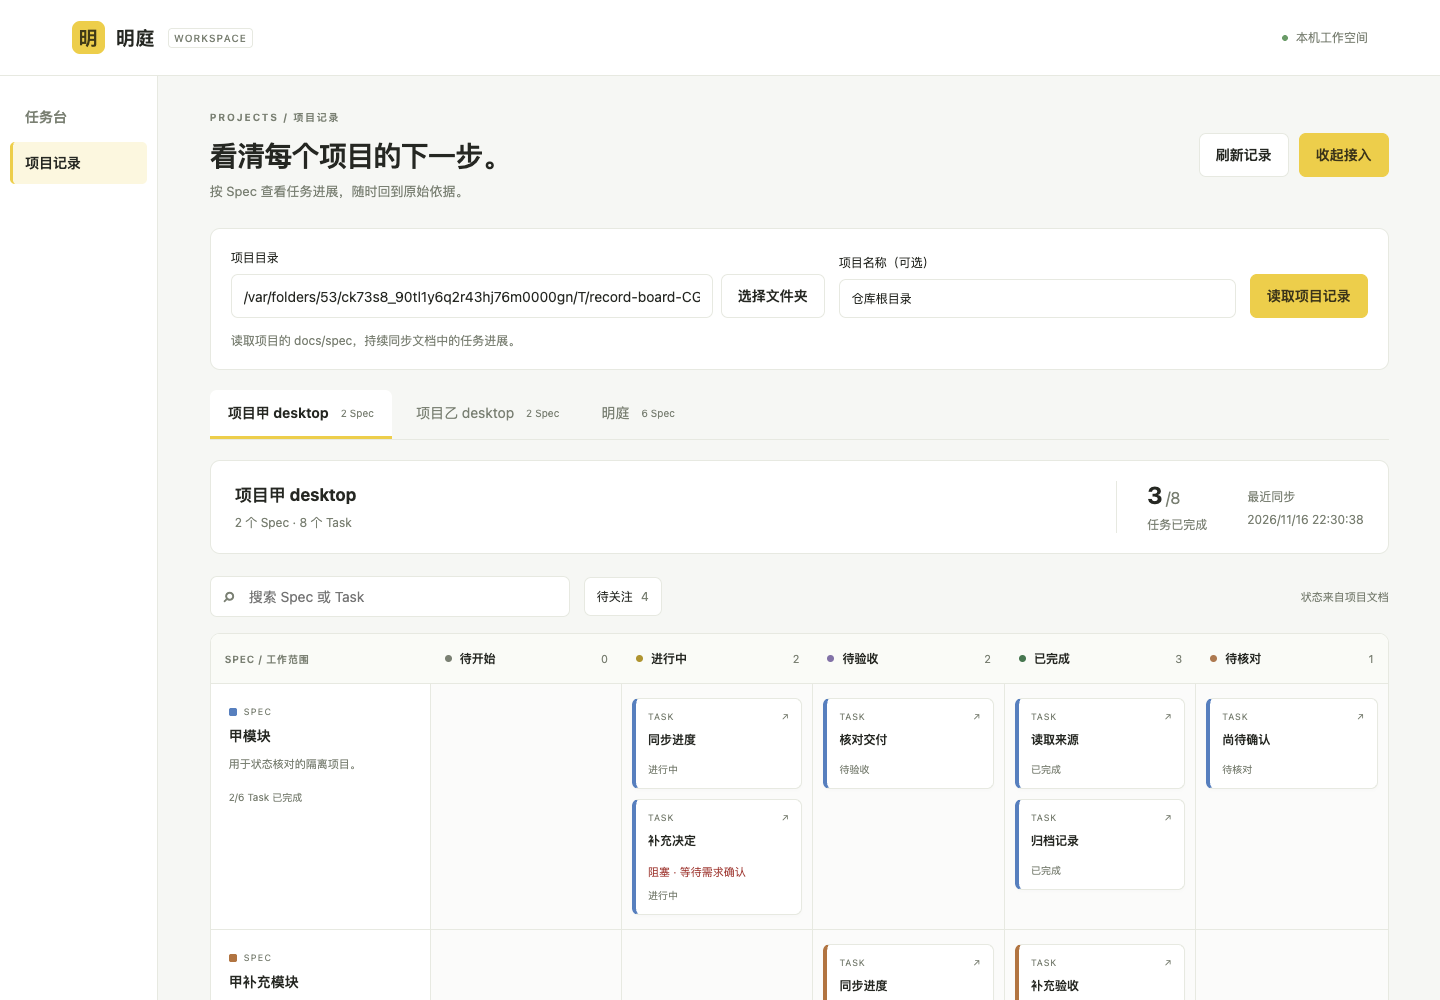 明 明庭 WORKSPACE
本机工作空间
任务台
项目记录
PROJECTS / 项目记录
看清每个项目的下一步。
按 Spec 查看任务进展，随时回到原始依据。
刷新记录
收起接入
项目目录
/var/folders/53/ck73s8_90tl1y6q2r43hj76m0000gn/T/record-board-CG
选择文件夹
项目名称（可选）
仓库根目录
读取项目记录
读取项目的 docs/spec，持续同步文档中的任务进展。
项目甲 desktop 2 Spec
项目乙 desktop 2 Spec
明庭 6 Spec
项目甲 desktop
2 个 Spec · 8 个 Task
3 /8
任务已完成
最近同步
2026/11/16 22:30:38
搜索 Spec 或 Task
待关注 4
状态来自项目文档
SPEC / 工作范围
待开始 0
进行中 2
待验收 2
已完成 3
待核对 1
SPEC
甲模块
用于状态核对的隔离项目。
2/6 Task 已完成
TASK ↗
同步进度
进行中
TASK ↗
补充决定
阻塞 · 等待需求确认
进行中
TASK ↗
核对交付
待验收
TASK ↗
读取来源
已完成
TASK ↗
归档记录
已完成
TASK ↗
尚待确认
待核对
SPEC
甲补充模块
TASK ↗
同步进度
TASK ↗
补充验收